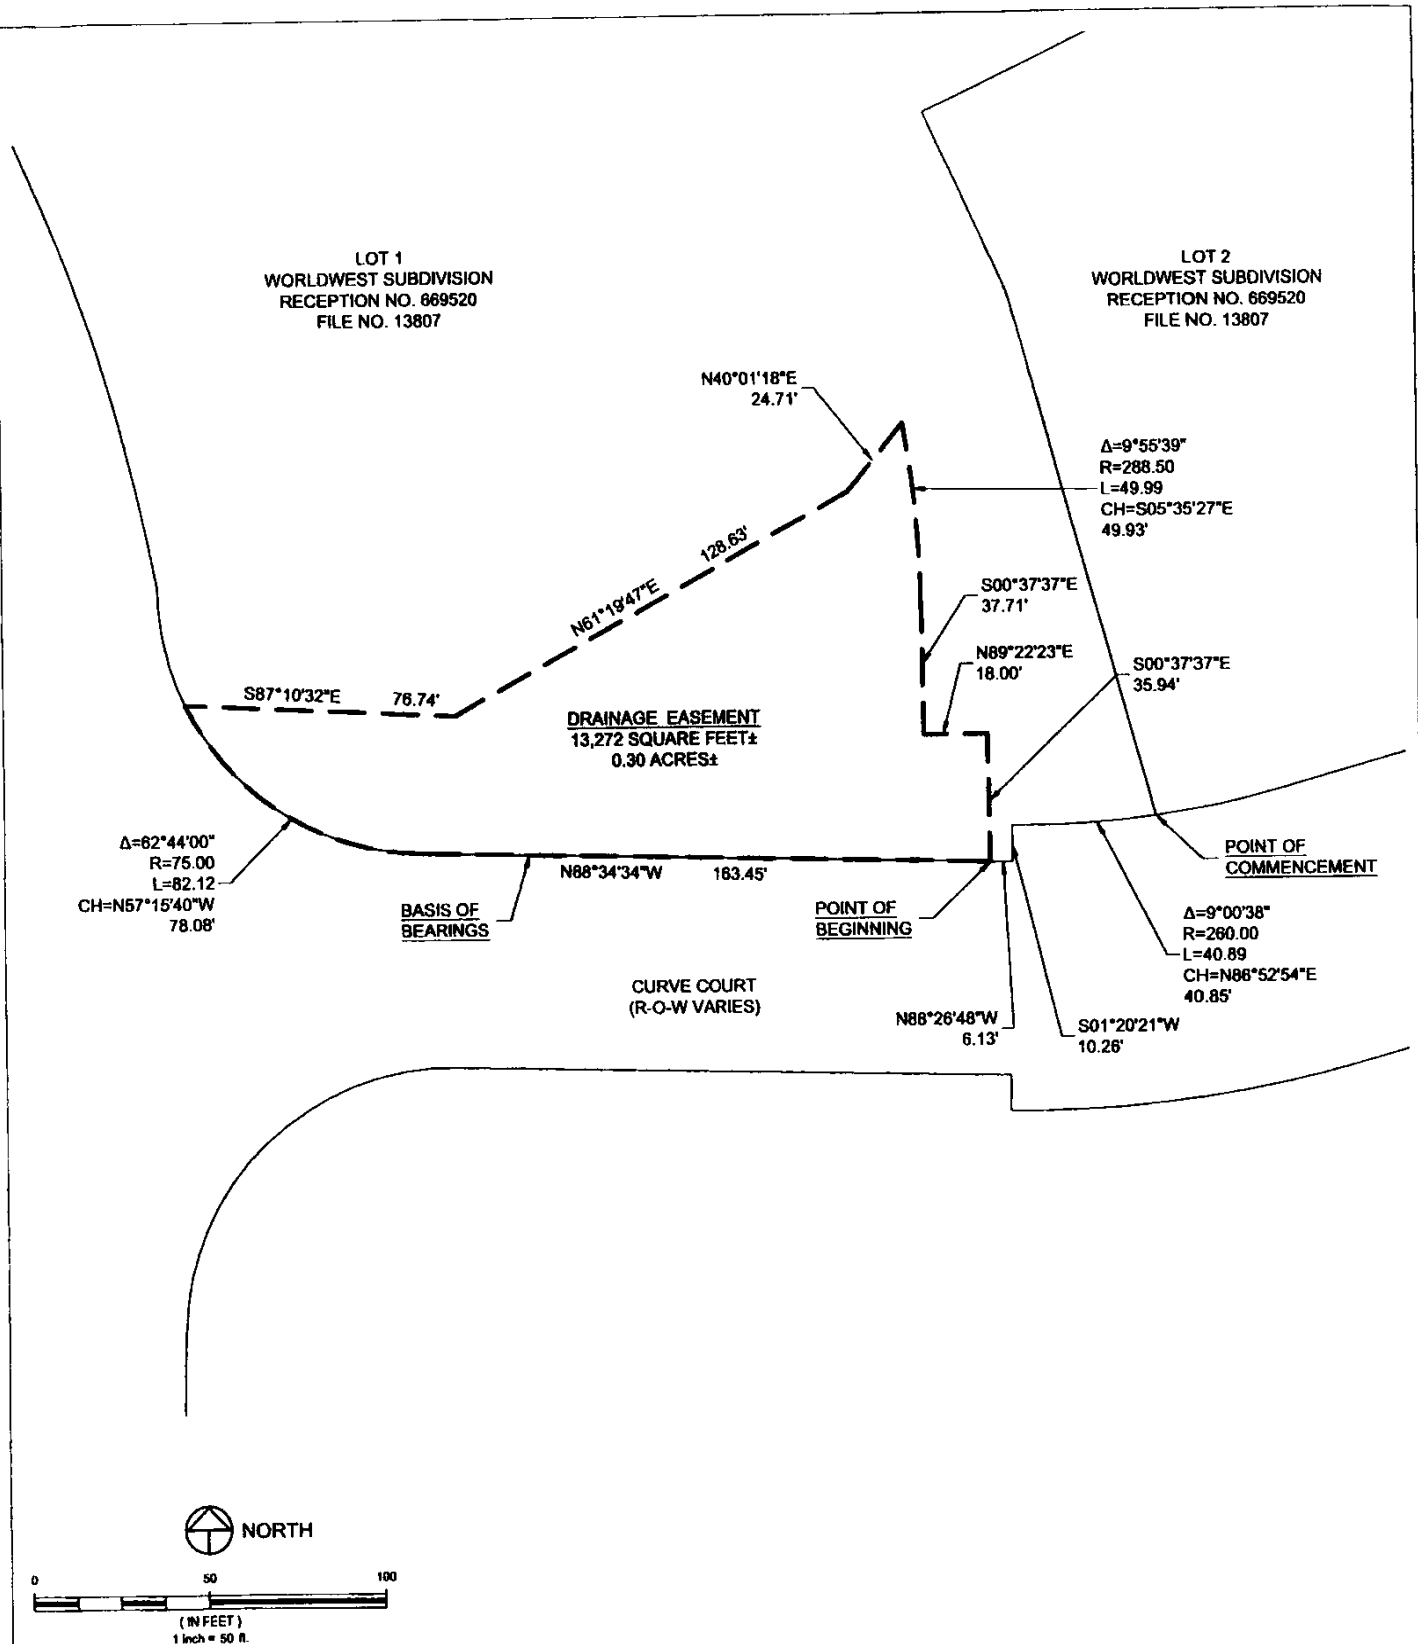 LOT 1
WORLDWEST SUBDIVISION
RECEPTION NO. 669520
FILE NO. 13807
LOT 2
WORLDWEST SUBDIVISION
RECEPTION NO. 669520
FILE NO. 13807
N40°01'18"E
24.71'
Δ=9°55'39"
R=288.50
L=49.99
CH=S05°35'27"E
49.93'
128.63'
N61°19'47"E
S00°37'37"E
37.71'
N89°22'23"E
18.00'
S00°37'37"E
35.94'
S87°10'32"E 76.74'
DRAINAGE EASEMENT
13,272 SQUARE FEET±
0.30 ACRES±
Δ=62°44'00"
R=75.00
L=82.12
CH=N57°15'40"W
78.08'
N88°34'34"W 163.45'
BASIS OF
BEARINGS
POINT OF
BEGINNING
POINT OF
COMMENCEMENT
Δ=9°00'38"
R=260.00
L=40.89
CH=N86°52'54"E
40.85'
CURVE COURT
(R-O-W VARIES)
N88°26'48"W
6.13'
S01°20'21"W
10.26'
NORTH
0 50 100
( IN FEET )
1 inch = 50 ft.